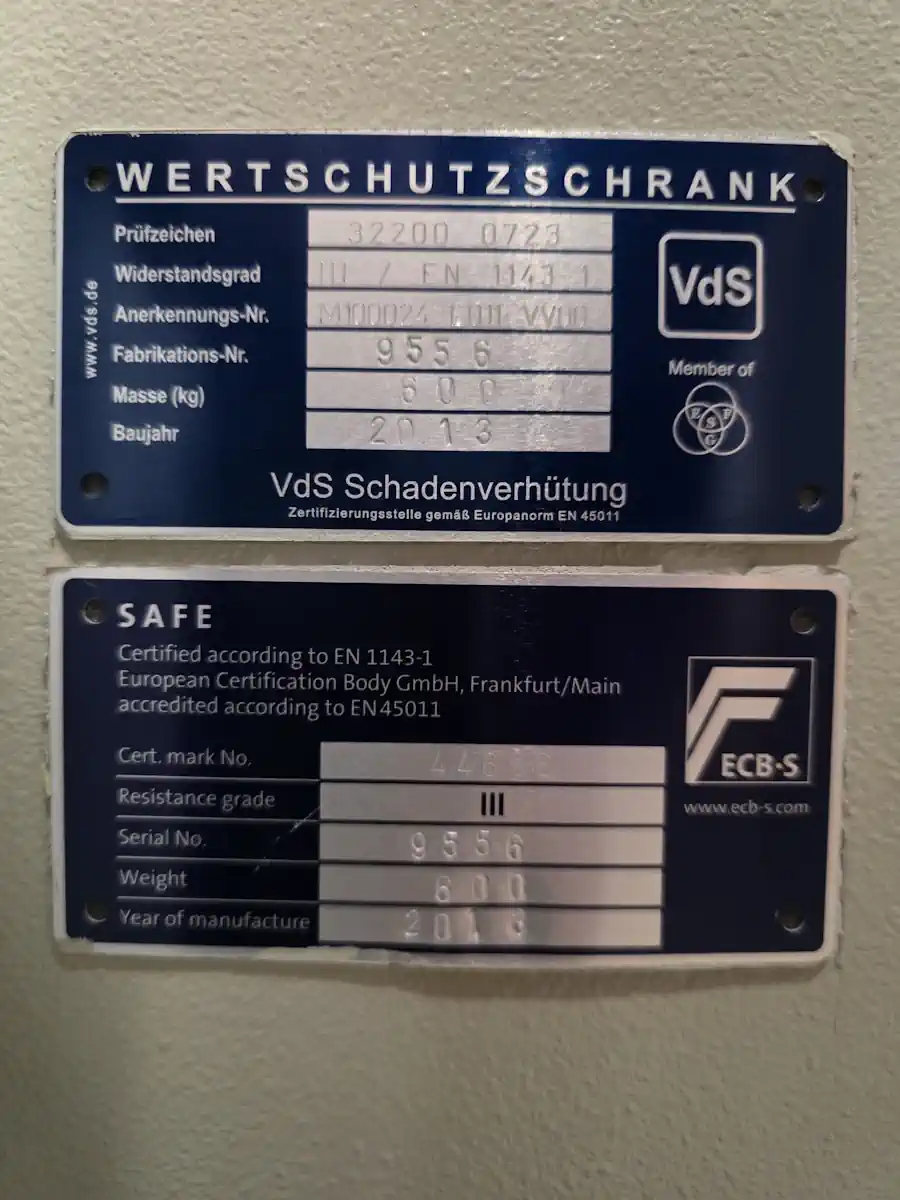 WERTSCHUTZSCHRANK
Prüfzeichen 32200 0723
Widerstandsgrad III / EN 1143-1
Anerkennungs-Nr. M100024
Fabrikations-Nr. 9556
Masse (kg) 600
Baujahr 2013
www.vds.de
VdS
Member of
E S F G
VdS Schadenverhütung
Zertifizierungsstelle gemäß Europanorm EN 45011
SAFE
Certified according to EN 1143-1
European Certification Body GmbH, Frankfurt/Main
accredited according to EN45011
Cert. mark No.
Resistance grade III
Serial No. 9556
Weight 600
Year of manufacture 2013
ECB·S
www.ecb-s.com